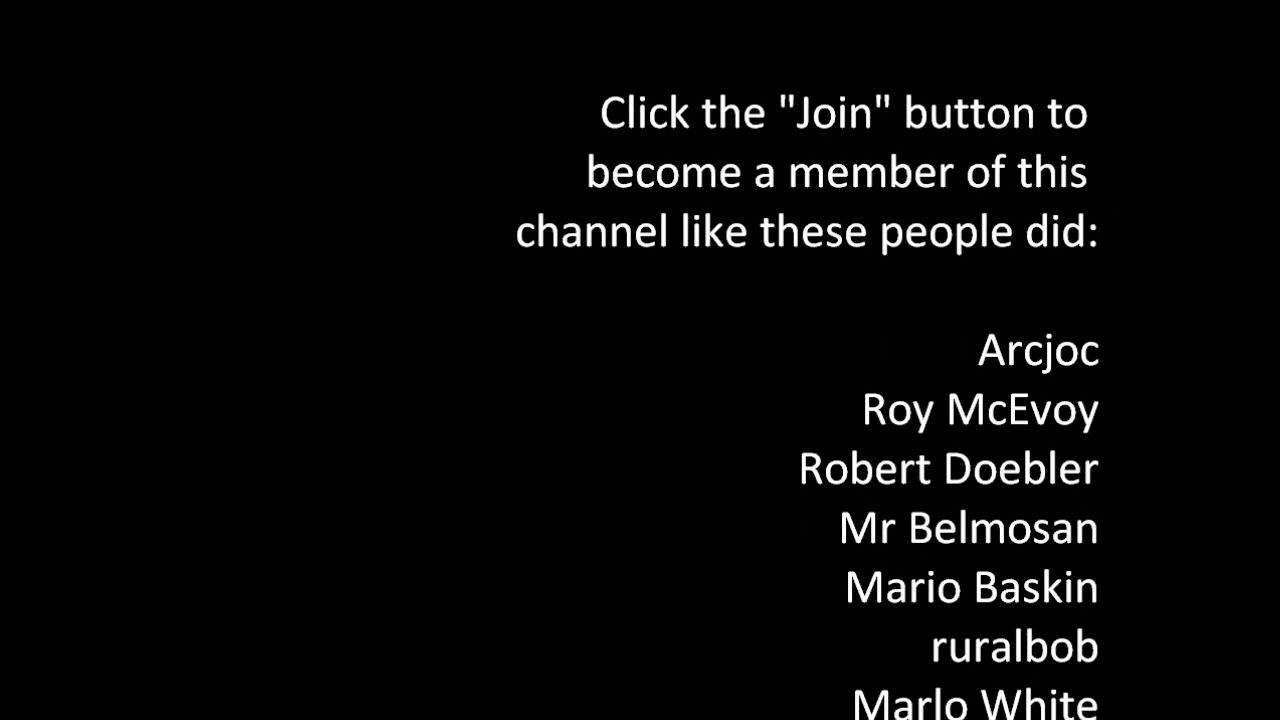 Click the "Join" button to
become a member of this
channel like these people did:
Arcjoc
Roy McEvoy
Robert Doebler
Mr Belmosan
Mario Baskin
ruralbob
Marlo White